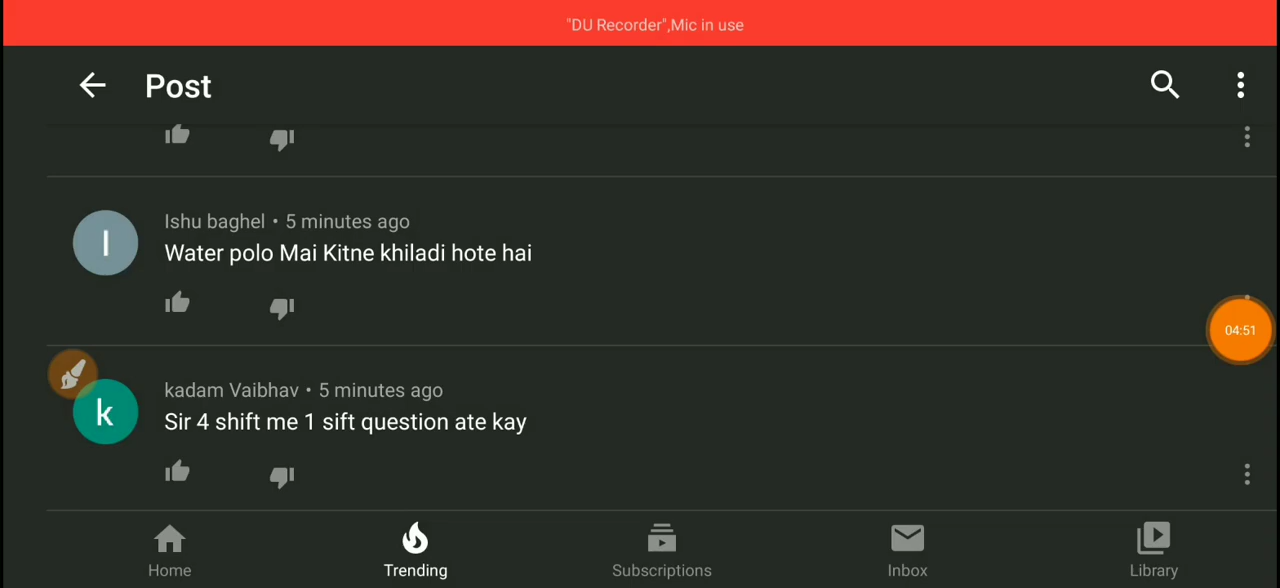 "DU Recorder",Mic in use
Post
Ishu baghel • 5 minutes ago
Water polo Mai Kitne khiladi hote hai
04:51
kadam Vaibhav • 5 minutes ago
Sir 4 shift me 1 sift question ate kay
Home Trending Subscriptions Inbox Library